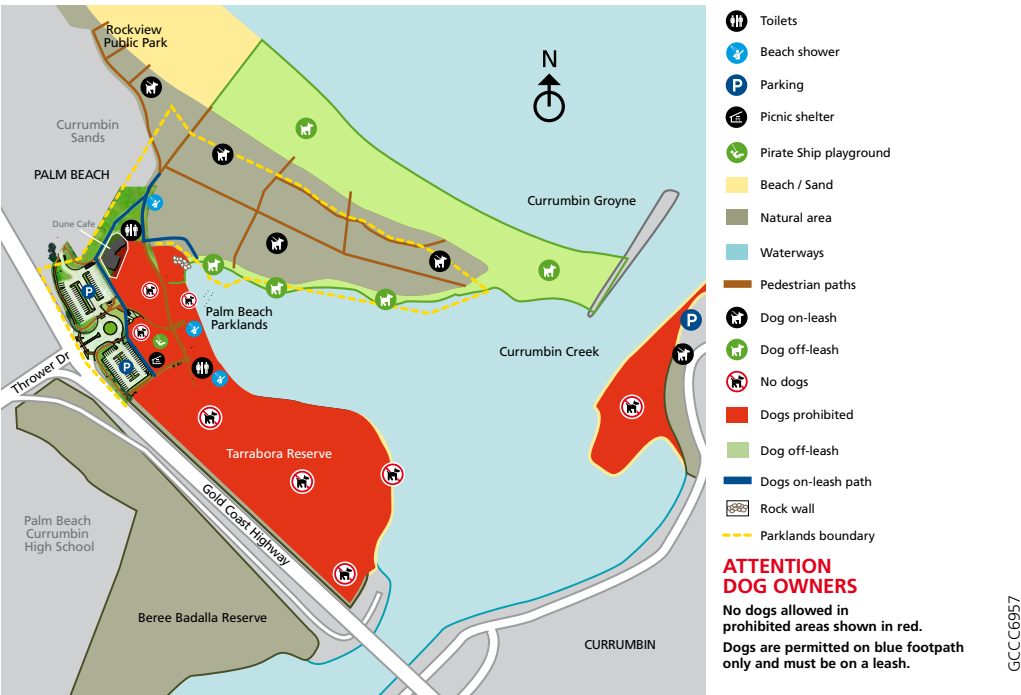 Rockview
Public Park
Currumbin
Sands
PALM BEACH
Dune Cafe
N
Currumbin Groyne
P
Palm Beach
Parklands
P
Currumbin Creek
P
Thrower Dr
Tarrabora Reserve
Gold Coast Highway
Palm Beach
Currumbin
High School
Beree Badalla Reserve
CURRUMBIN
Toilets
Beach shower
P Parking
Picnic shelter
Pirate Ship playground
Beach / Sand
Natural area
Waterways
Pedestrian paths
Dog on-leash
Dog off-leash
No dogs
Dogs prohibited
Dog off-leash
Dogs on-leash path
Rock wall
Parklands boundary
ATTENTION
DOG OWNERS
No dogs allowed in
prohibited areas shown in red.
Dogs are permitted on blue footpath
only and must be on a leash.
GCCC6957